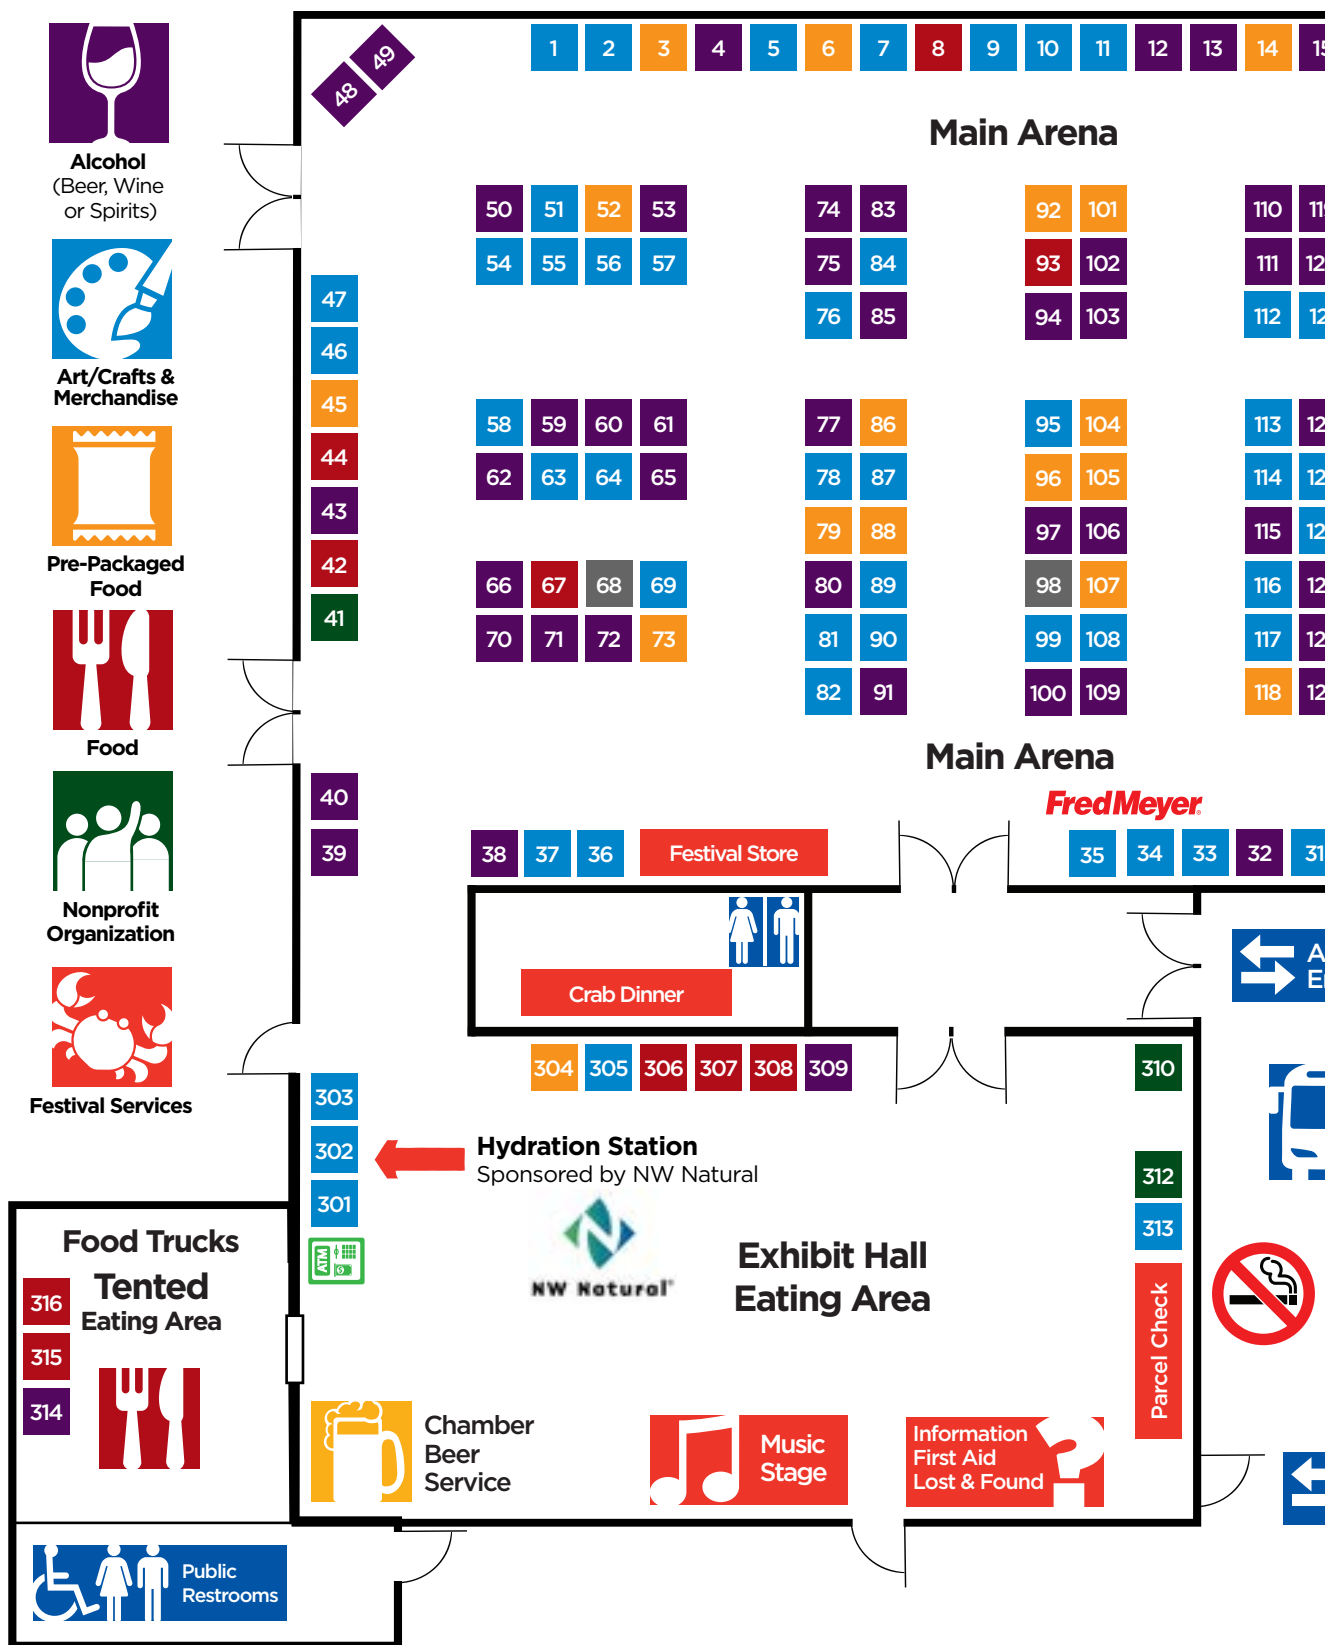 Alcohol
(Beer, Wine
or Spirits)
Art/Crafts &
Merchandise
Pre-Packaged
Food
Food
Nonprofit
Organization
Festival Services
49
48
1 2 3 4 5 6 7 8 9 10 11 12 13 14
Main Arena
50 51 52 53 74 83 92 101 110
54 55 56 57 75 84 93 102 111
76 85 94 103 112
47
46
45
44
43
42
41
58 59 60 61 77 86 95 104 113
62 63 64 65 78 87 96 105 114
79 88 97 106 115
66 67 68 69 80 89 98 107 116
70 71 72 73 81 90 99 108 117
82 91 100 109 118
Main Arena
FredMeyer
40
39
38 37 36 Festival Store 35 34 33 32 31
Crab Dinner
304 305 306 307 308 309 310
303
302
301
Hydration Station
Sponsored by NW Natural
NW Natural®
ATM
$
312
313
Exhibit Hall
Eating Area
Parcel Check
Food Trucks
Tented
Eating Area
316
315
314
Chamber
Beer
Service
Music
Stage
Information
First Aid
Lost & Found
?
Public
Restrooms